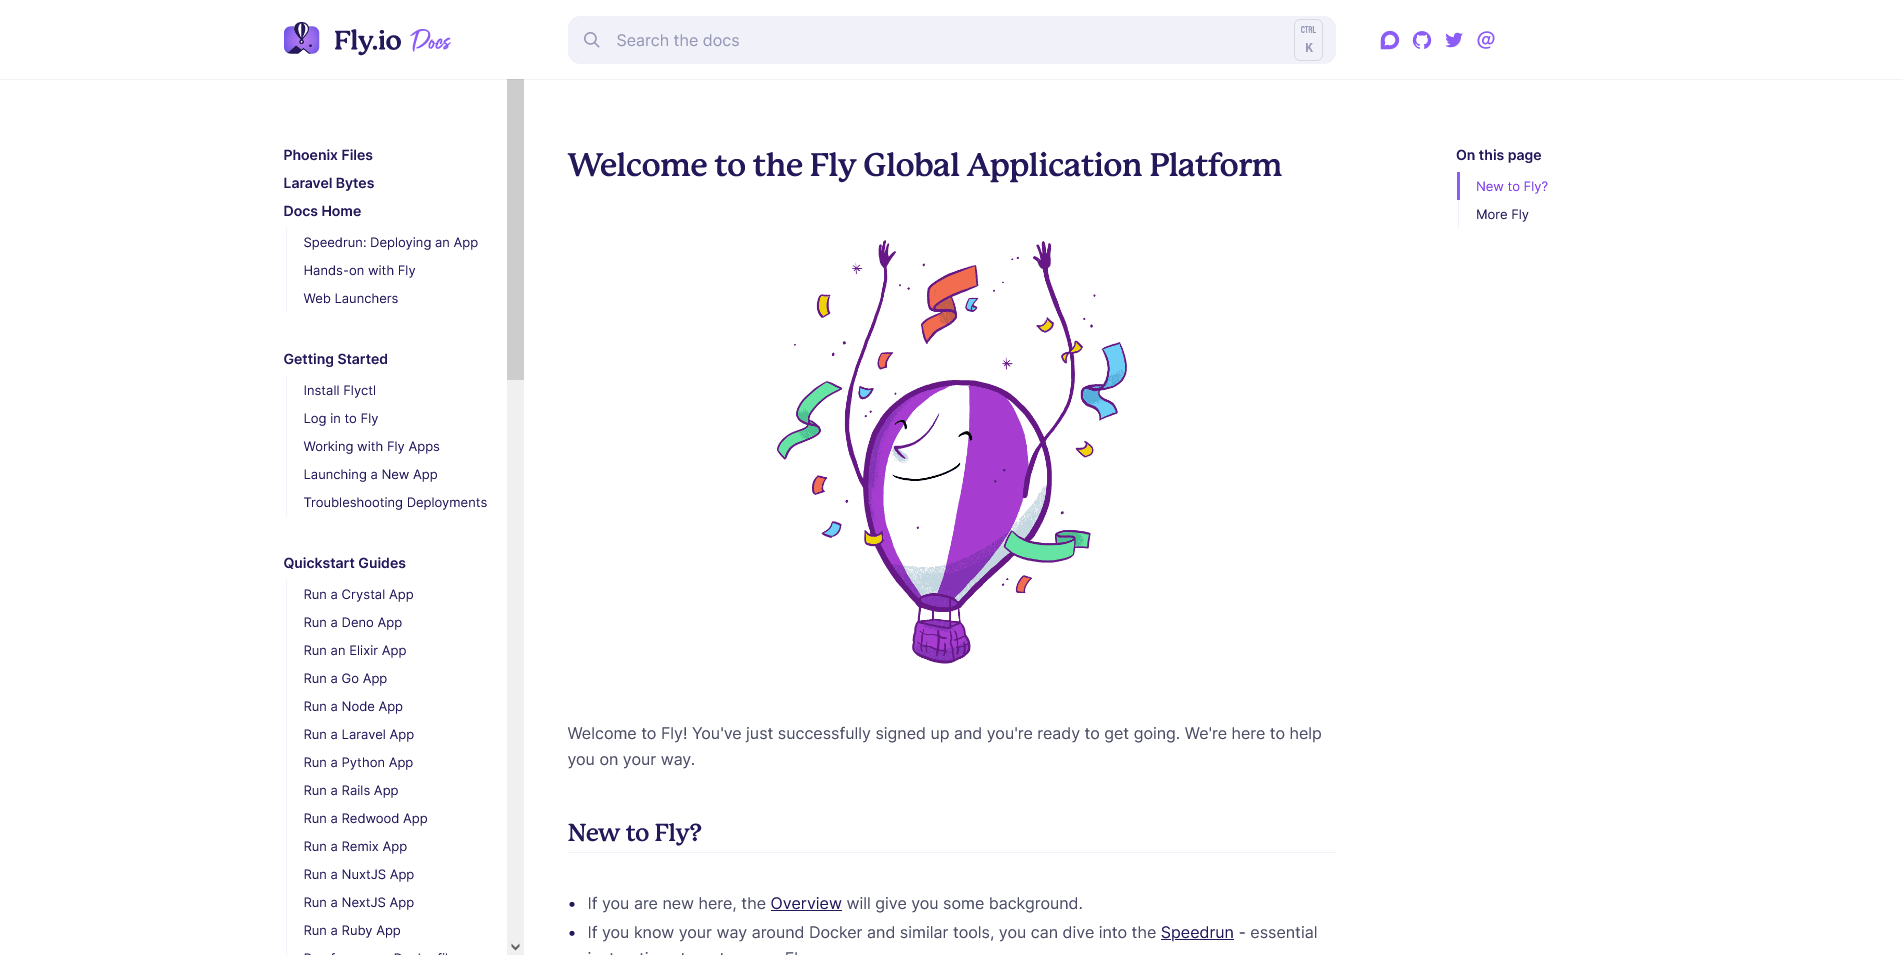 Fly.io Docs
Search the docs
CTRL
K
Phoenix Files
Laravel Bytes
Docs Home
Speedrun: Deploying an App
Hands-on with Fly
Web Launchers
Getting Started
Install Flyctl
Log in to Fly
Working with Fly Apps
Launching a New App
Troubleshooting Deployments
Quickstart Guides
Run a Crystal App
Run a Deno App
Run an Elixir App
Run a Go App
Run a Node App
Run a Laravel App
Run a Python App
Run a Rails App
Run a Redwood App
Run a Remix App
Run a NuxtJS App
Run a NextJS App
Run a Ruby App
Welcome to the Fly Global Application Platform
Welcome to Fly! You've just successfully signed up and you're ready to get going. We're here to help
you on your way.
New to Fly?
• If you are new here, the Overview will give you some background.
• If you know your way around Docker and similar tools, you can dive into the Speedrun - essential
On this page
New to Fly?
More Fly